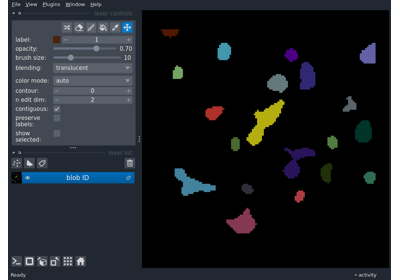 File View Plugins Window Help
layer controls
label: 1
opacity: 0.70
brush size: 10
blending: translucent
color mode: auto
contour: 0
n edit dim: 2
contiguous:
preserve
labels:
show
selected:
layer list
blob ID
Ready activity